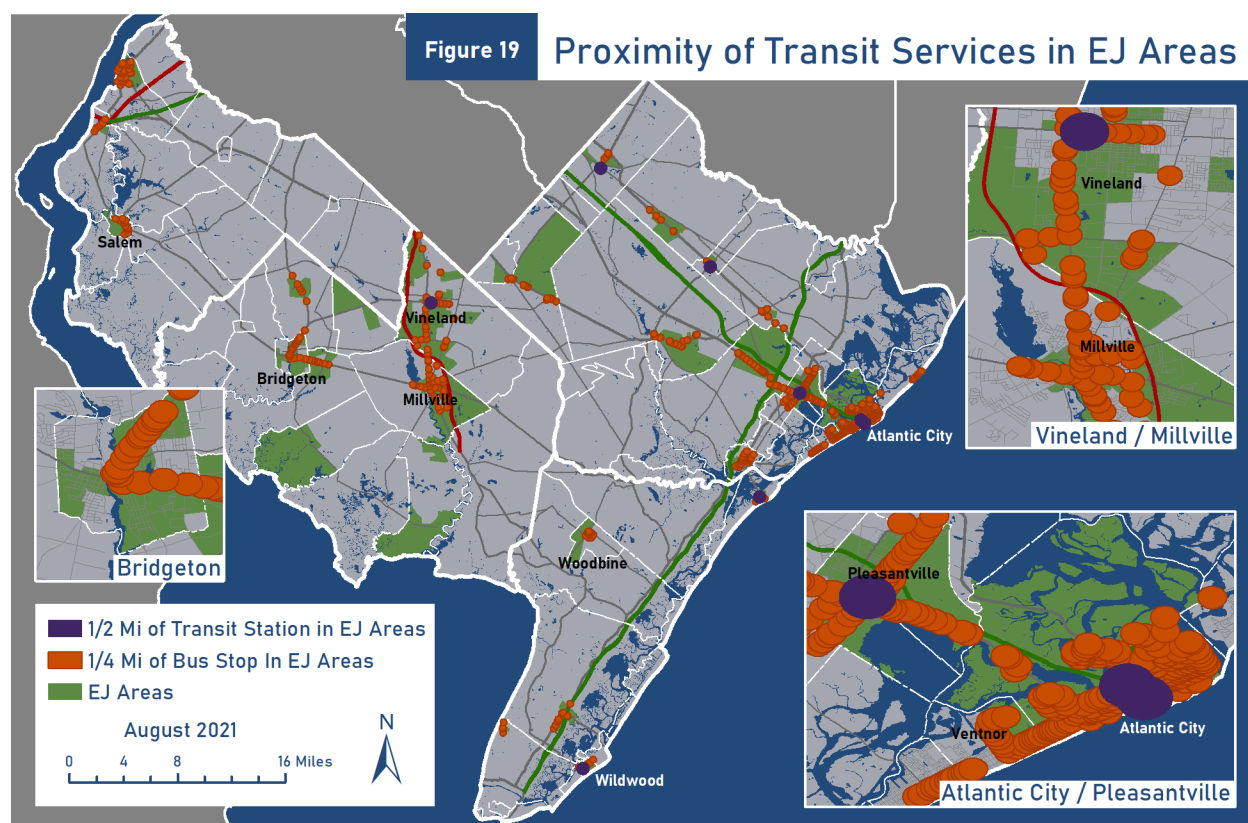 Figure 19
Proximity of Transit Services in EJ Areas
Salem
Vineland
Bridgeton
Millville
Atlantic City
Woodbine
Wildwood
Vineland
Millville
Vineland / Millville
Bridgeton
Pleasantville
Ventnor
Atlantic City
Atlantic City / Pleasantville
1/2 Mi of Transit Station in EJ Areas
1/4 Mi of Bus Stop In EJ Areas
EJ Areas
August 2021
N
0 4 8 16 Miles